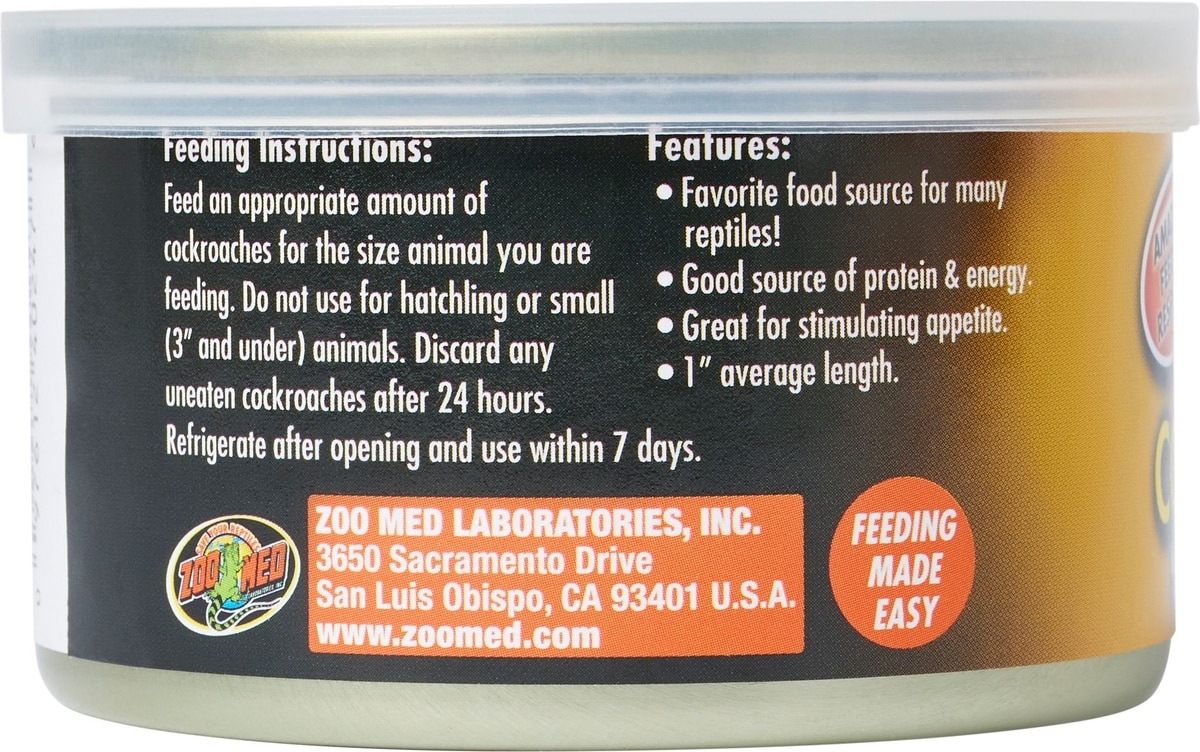 Feeding Instructions:
Feed an appropriate amount of
cockroaches for the size animal you are
feeding. Do not use for hatchling or small
(3" and under) animals. Discard any
uneaten cockroaches after 24 hours.
Refrigerate after opening and use within 7 days.
Features:
• Favorite food source for many
reptiles!
• Good source of protein & energy.
• Great for stimulating appetite.
• 1" average length.
ZOO MED
ZOO MED LABORATORIES, INC.
3650 Sacramento Drive
San Luis Obispo, CA 93401 U.S.A.
www.zoomed.com
FEEDING
MADE
EASY